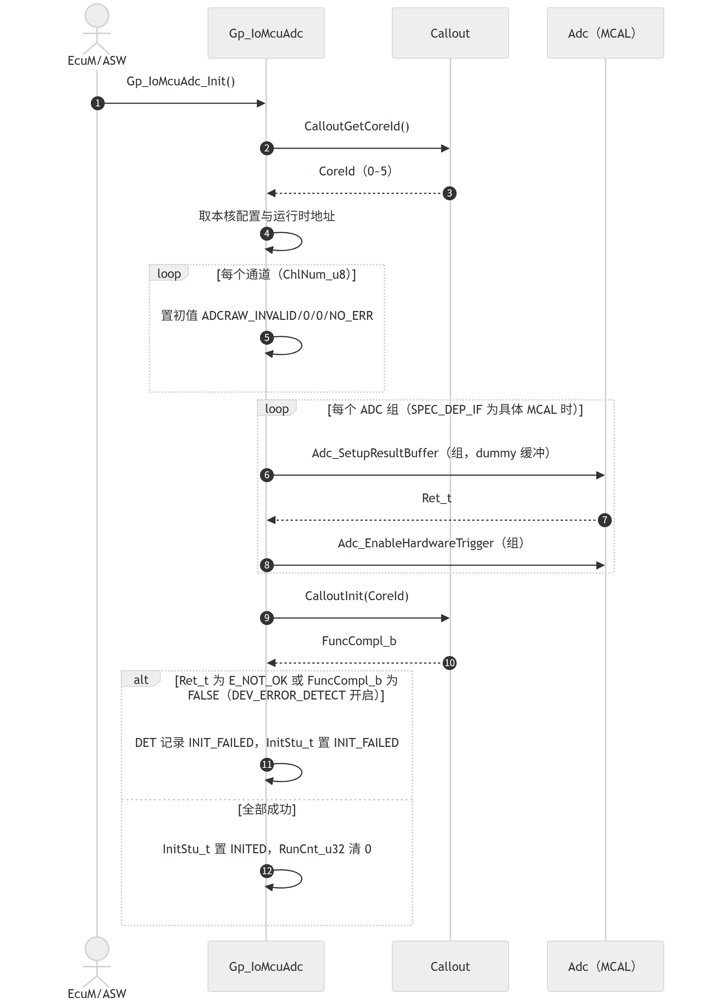 EcuM/ASW
Gp_IoMcuAdc
Callout
Adc（MCAL）
Gp_IoMcuAdc_Init()
1
CalloutGetCoreId()
2
CoreId（0~5）
3
取本核配置与运行时地址
4
loop
[每个通道（ChlNum_u8）]
置初值 ADCRAW_INVALID/0/0/NO_ERR
5
loop
[每个 ADC 组（SPEC_DEP_IF 为具体 MCAL 时）]
Adc_SetupResultBuffer（组，dummy 缓冲）
6
Ret_t
7
Adc_EnableHardwareTrigger（组）
8
CalloutInit(CoreId)
9
FuncCompl_b
10
alt
[Ret_t 为 E_NOT_OK 或 FuncCompl_b 为
FALSE（DEV_ERROR_DETECT 开启）]
DET 记录 INIT_FAILED，InitStu_t 置 INIT_FAILED
11
[全部成功]
InitStu_t 置 INITED，RunCnt_u32 清 0
12
EcuM/ASW
Gp_IoMcuAdc
Callout
Adc（MCAL）